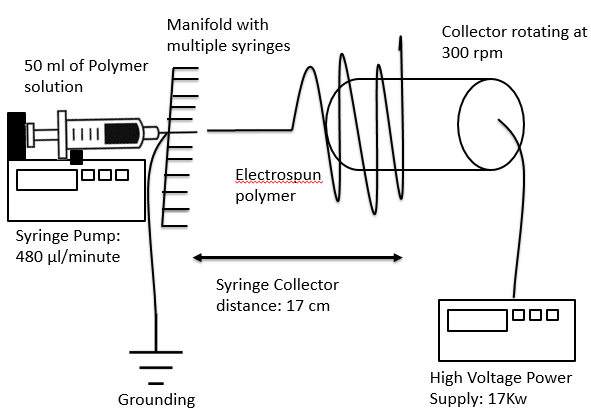 Manifold with
multiple syringes
Collector rotating at
300 rpm
50 ml of Polymer
solution
Electrospun
polymer
Syringe Pump:
480 µl/minute
Syringe Collector
distance: 17 cm
High Voltage Power
Supply: 17Kw
Grounding